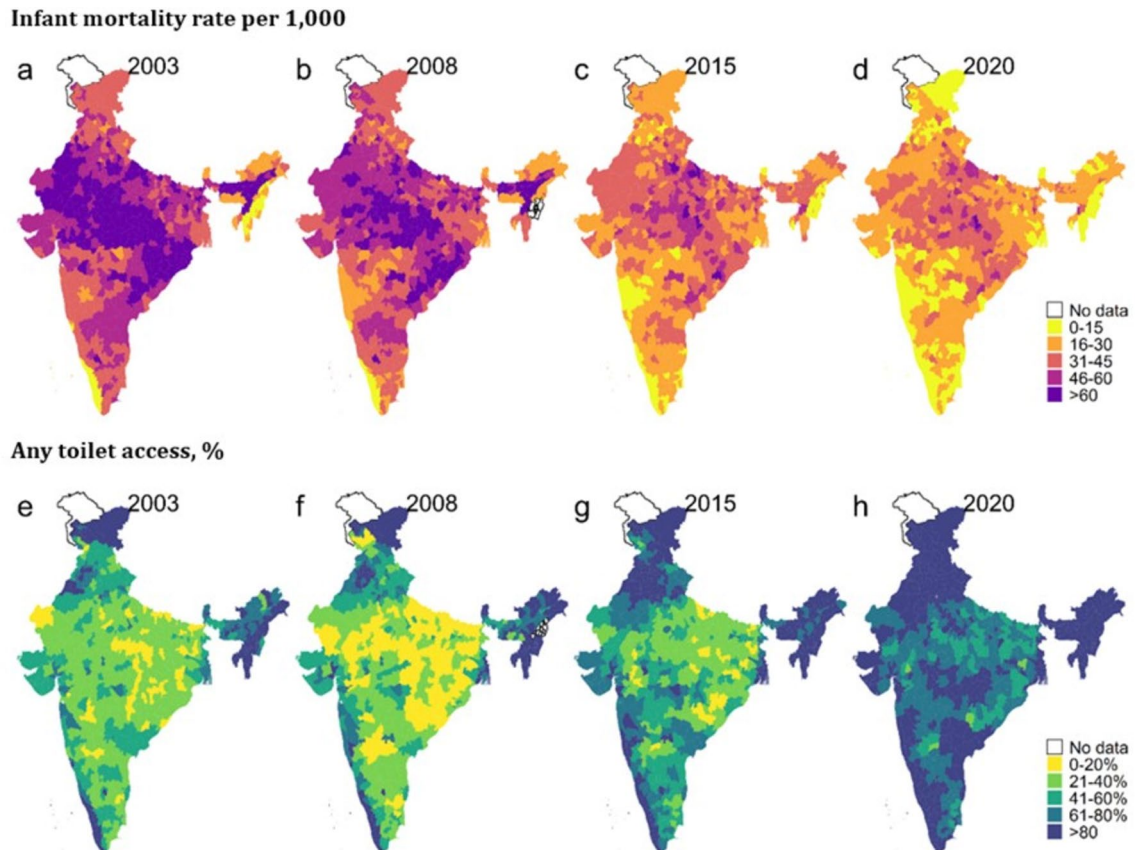 Infant mortality rate per 1,000
a 2003
b 2008
c 2015
d 2020
No data
0-15
16-30
31-45
46-60
>60
Any toilet access, %
e 2003
f 2008
g 2015
h 2020
No data
0-20%
21-40%
41-60%
61-80%
>80